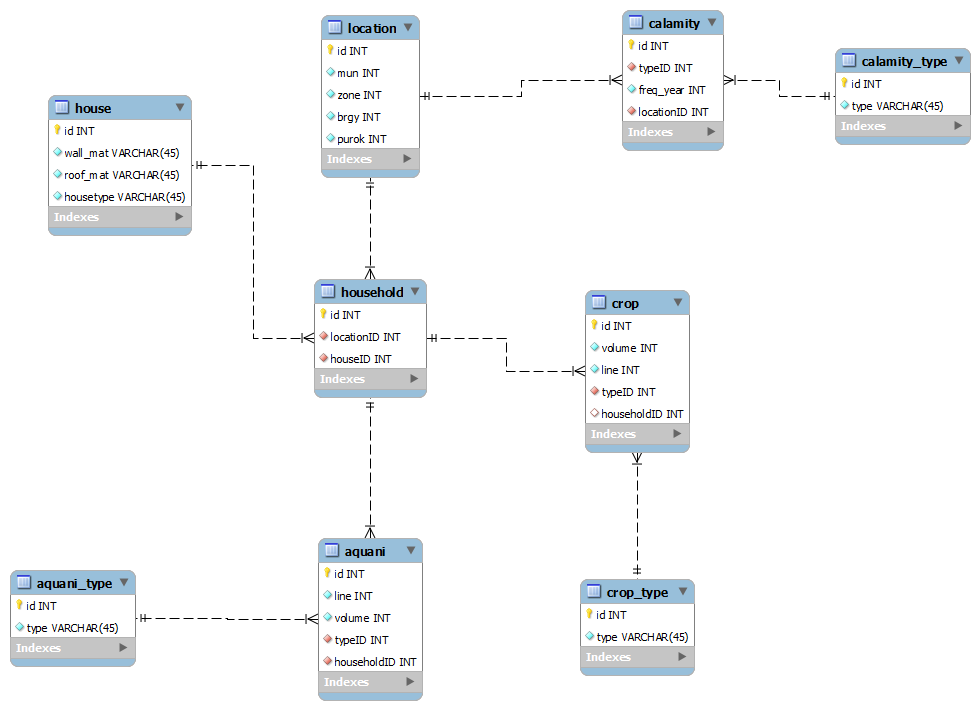 location
id INT
mun INT
zone INT
brgy INT
purok INT
Indexes
calamity
id INT
typeID INT
freq_year INT
locationID INT
Indexes
calamity_type
id INT
type VARCHAR(45)
Indexes
house
id INT
wall_mat VARCHAR(45)
roof_mat VARCHAR(45)
housetype VARCHAR(45)
Indexes
household
id INT
locationID INT
houseID INT
Indexes
crop
id INT
volume INT
line INT
typeID INT
householdID INT
Indexes
aquani_type
id INT
type VARCHAR(45)
Indexes
aquani
id INT
line INT
volume INT
typeID INT
householdID INT
Indexes
crop_type
id INT
type VARCHAR(45)
Indexes